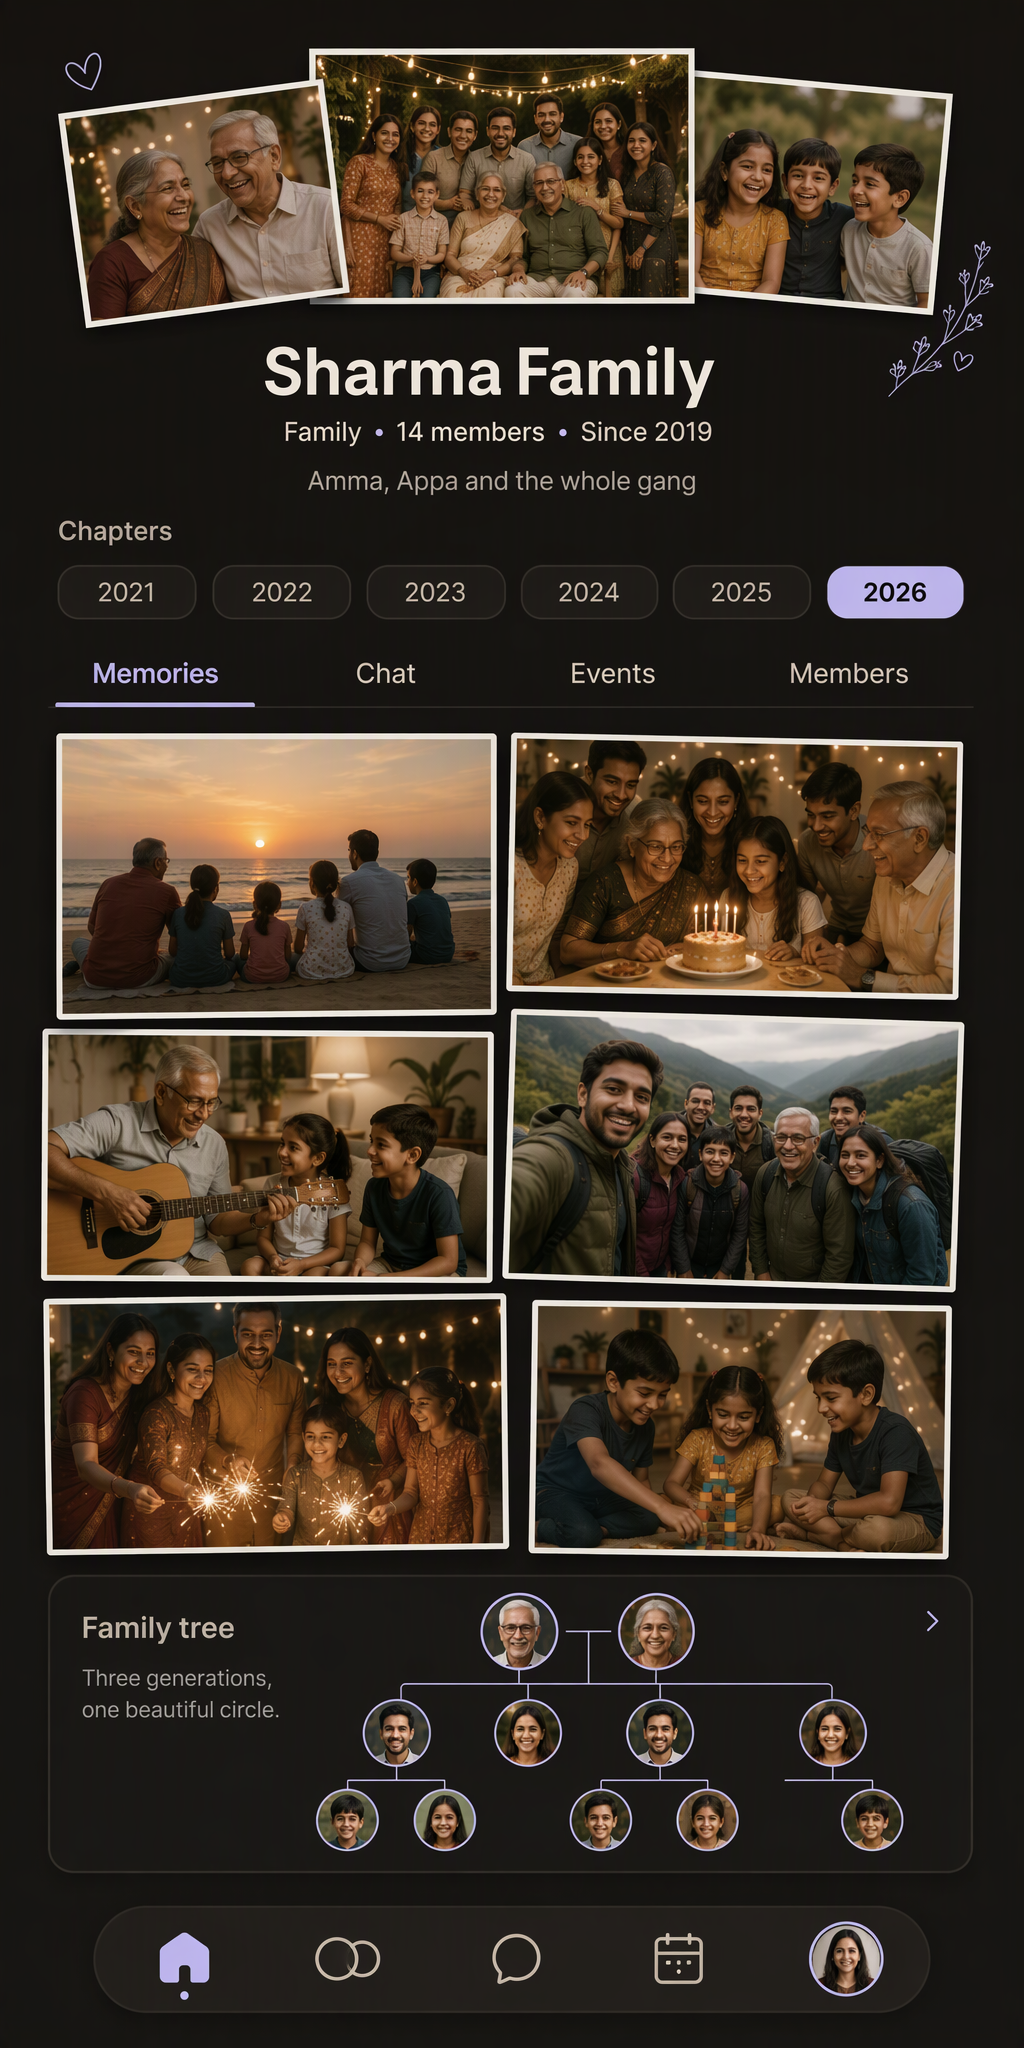 Sharma Family
Family • 14 members • Since 2019
Amma, Appa and the whole gang
Chapters
2021 2022 2023 2024 2025 2026
Memories Chat Events Members
Family tree
Three generations,
one beautiful circle.